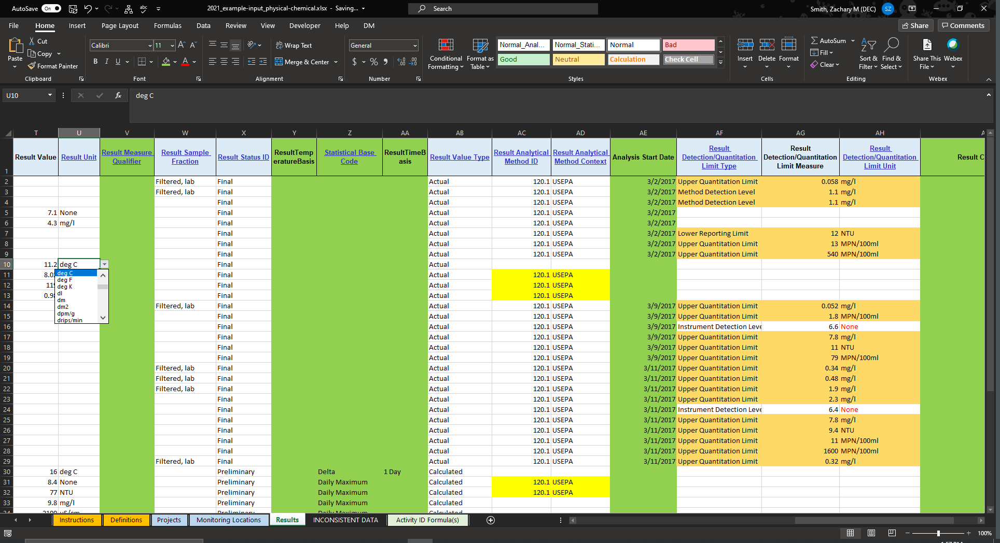 AutoSave On 2021_example-input_physical-chemical.xlsx - Saving... Search Smith, Zachary M (DEC) SZ
File Home Insert Page Layout Formulas Data Review View Developer Help DM Share Comments
Paste Cut Copy Format Painter Clipboard
Calibri 11 B I U A Font
Wrap Text Merge & Center Alignment
General $ % Number
Conditional Formatting Format as Table
Normal_Anal... Normal_Stati... Normal Bad
Good Neutral Calculation Check Cell
Styles
Insert Delete Format Cells
AutoSum Fill Clear Sort & Filter Find & Select Editing
Share This File Webex Webex
U10 fx deg C
T U V W X Y Z AA AB AC AD AE AF AG AH A
1 Result Value Result Unit Result Measure Qualifier Result Sample Fraction Result Status ID ResultTemperatureBasis Statistical Base Code ResultTimeBasis Result Value Type Result Analytical Method ID Result Analytical Method Context Analysis Start Date Result Detection/Quantitation Limit Type Result Detection/Quantitation Limit Measure Result Detection/Quantitation Limit Unit Result C
2 Filtered, lab Final Actual 120.1 USEPA 3/2/2017 Upper Quantitation Limit 0.058 mg/l
3 Filtered, lab Final Actual 120.1 USEPA 3/2/2017 Method Detection Level 1.1 mg/l
4 Final Actual 120.1 USEPA 3/2/2017 Method Detection Level 1.1 mg/l
5 7.1 None Final Actual 120.1 USEPA 3/2/2017
6 4.3 mg/l Final Actual 120.1 USEPA 3/2/2017
7 Final Actual 120.1 USEPA 3/2/2017 Lower Reporting Limit 12 NTU
8 Final Actual 120.1 USEPA 3/2/2017 Upper Quantitation Limit 13 MPN/100ml
9 Final Actual 120.1 USEPA 3/2/2017 Upper Quantitation Limit 540 MPN/100ml
10 11.2 deg C Final Actual
11 8.0 Final Actual 120.1 USEPA
12 11 Final Actual 120.1 USEPA
13 0.9 Final Actual 120.1 USEPA
deg C
deg F
deg K
dl
dm
dm2
dpm/g
drips/min
14 Filtered, lab Final Actual 120.1 USEPA 3/9/2017 Upper Quantitation Limit 0.052 mg/l
15 Final Actual 120.1 USEPA 3/9/2017 Upper Quantitation Limit 1.8 MPN/100ml
16 Final Actual 120.1 USEPA 3/9/2017 Instrument Detection Leve 6.6 None
17 Final Actual 120.1 USEPA 3/9/2017 Upper Quantitation Limit 7.8 mg/l
18 Final Actual 120.1 USEPA 3/9/2017 Upper Quantitation Limit 11 NTU
19 Final Actual 120.1 USEPA 3/9/2017 Upper Quantitation Limit 79 MPN/100ml
20 Filtered, lab Final Actual 120.1 USEPA 3/11/2017 Upper Quantitation Limit 0.34 mg/l
21 Filtered, lab Final Actual 120.1 USEPA 3/11/2017 Upper Quantitation Limit 0.48 mg/l
22 Filtered, lab Final Actual 120.1 USEPA 3/11/2017 Upper Quantitation Limit 1.9 mg/l
23 Final Actual 120.1 USEPA 3/11/2017 Upper Quantitation Limit 2.3 mg/l
24 Final Actual 120.1 USEPA 3/11/2017 Instrument Detection Leve 6.4 None
25 Final Actual 120.1 USEPA 3/11/2017 Upper Quantitation Limit 7.8 mg/l
26 Final Actual 120.1 USEPA 3/11/2017 Upper Quantitation Limit 9.4 NTU
27 Final Actual 120.1 USEPA 3/11/2017 Upper Quantitation Limit 11 MPN/100ml
28 Final Actual 120.1 USEPA 3/11/2017 Upper Quantitation Limit 1600 MPN/100ml
29 Filtered, lab Final Actual 120.1 USEPA 3/11/2017 Upper Quantitation Limit 0.32 mg/l
30 16 deg C Preliminary Delta 1 Day Calculated
31 8.4 None Preliminary Daily Maximum Calculated 120.1 USEPA
32 77 NTU Preliminary Daily Maximum Calculated 120.1 USEPA
33 9.8 mg/l Preliminary Daily Maximum Calculated
Instructions Definitions Projects Monitoring Locations Results INCONSISTENT DATA Activity ID Formula(s)
100%